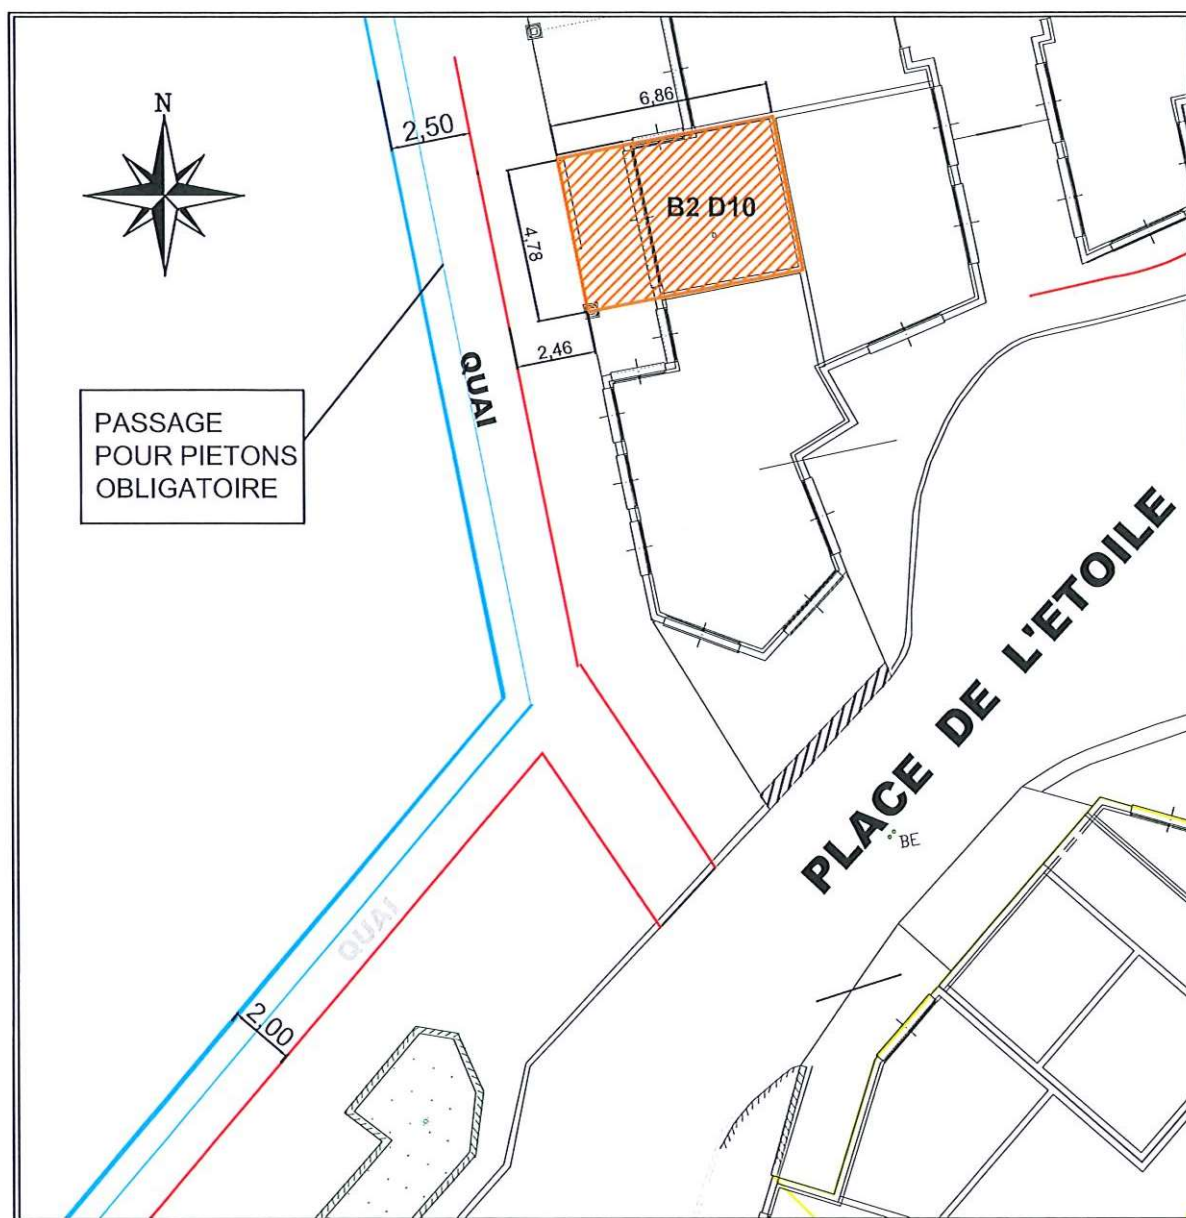 N
2,50
6,86
B2 D10
4,78
2,46
QUAI
PASSAGE
POUR PIETONS
OBLIGATOIRE
PLACE DE L'ETOILE
BE
QUAI
2,00